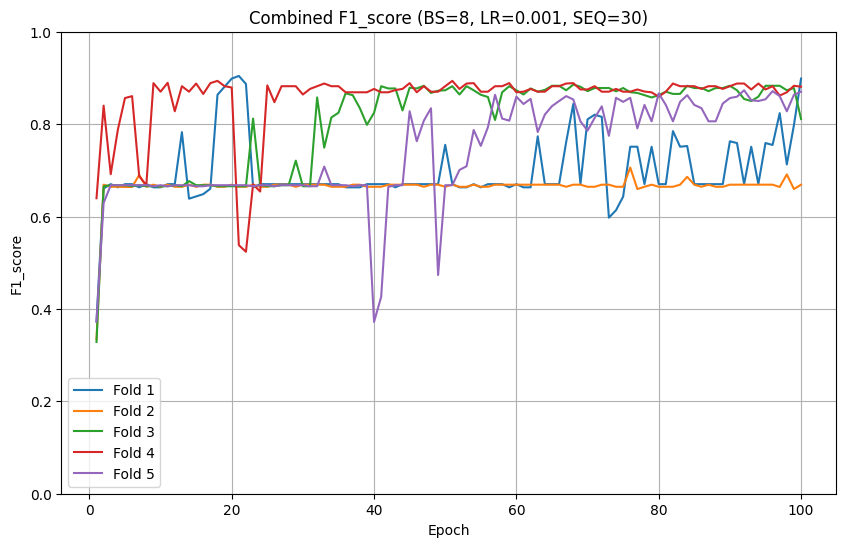 Combined F1_score (BS=8, LR=0.001, SEQ=30)
1.0
0.8
0.6
0.4
0.2
0.0
F1_score
Fold 1
Fold 2
Fold 3
Fold 4
Fold 5
0 20 40 60 80 100
Epoch